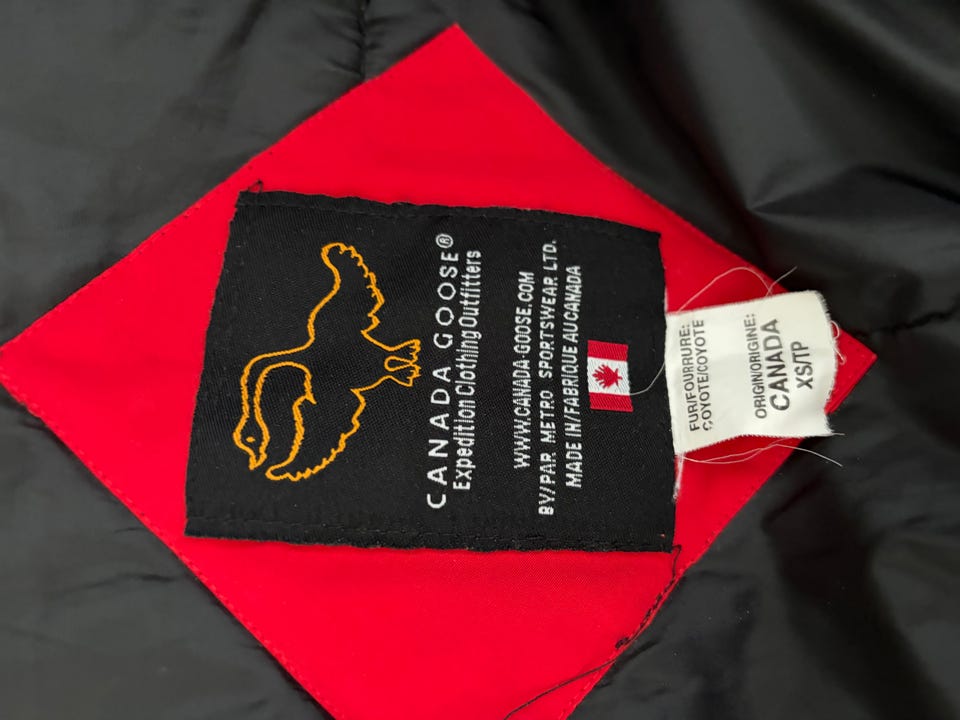 CANADA GOOSE®
Expedition Clothing Outfitters
WWW.CANADA-GOOSE.COM
BY/PAR METRO SPORTSWEAR LTD.
MADE IN/FABRIQUE AU CANADA
FUR/FOURRURE:
COYOTE/COYOTE
ORIGIN/ORIGINE:
CANADA
XS/TP